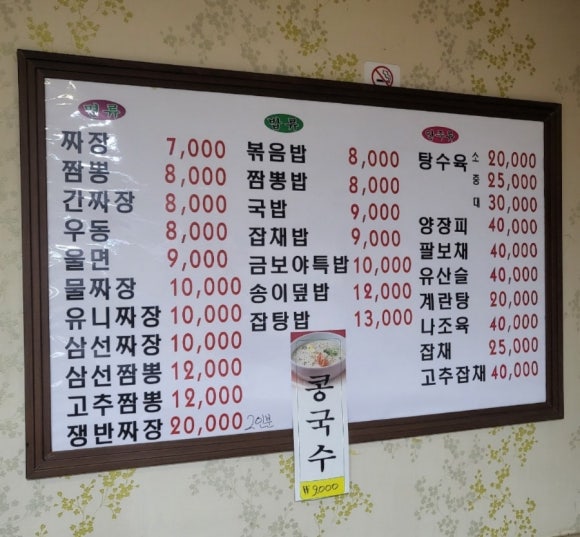 면류
짜장 7,000
짬뽕 8,000
간짜장 8,000
우동 8,000
울면 9,000
물짜장 10,000
유니짜장 10,000
삼선짜장 10,000
삼선짬뽕 12,000
고추짬뽕 12,000
쟁반짜장 20,000 2인분
밥류
볶음밥 8,000
짬뽕밥 8,000
국밥 9,000
잡채밥 9,000
금보야특밥 10,000
송이덮밥 12,000
잡탕밥 13,000
탕수육 소 20,000
중 25,000
대 30,000
양장피 40,000
팔보채 40,000
유산슬 40,000
계란탕 20,000
나조육 40,000
잡채 25,000
고추잡채 40,000
콩국수
₩9000